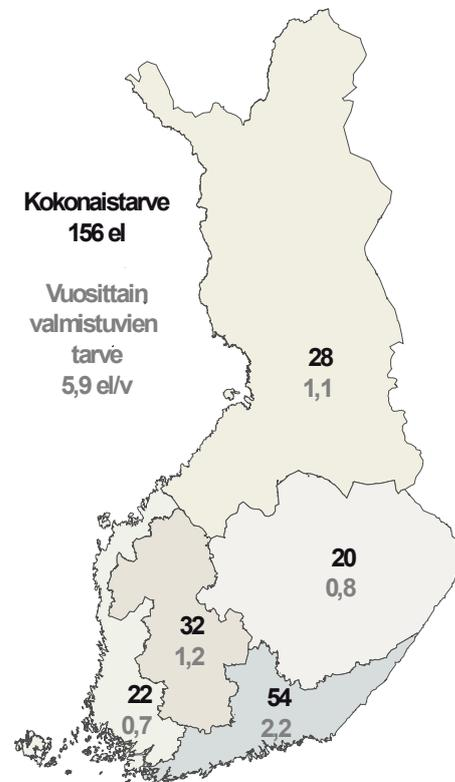 Kokonaistarve
156 el
Vuosittain
valmistuvien
tarve
5,9 el/v
28
1,1
20
0,8
32
1,2
22
0,7
54
2,2